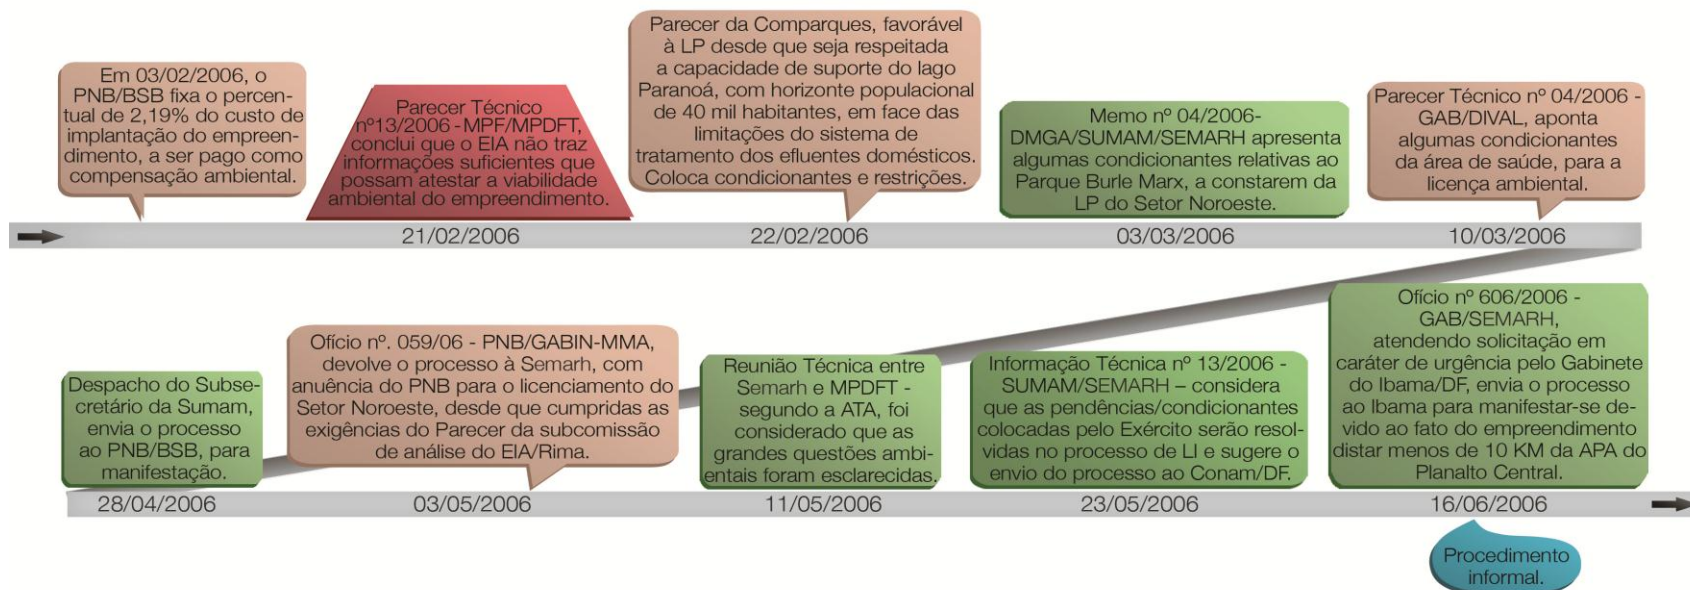 Em 03/02/2006, o
PNB/BSB fixa o percen-
tual de 2,19% do custo de
implantação do empreen-
dimento, a ser pago como
compensação ambiental.
Parecer Técnico
nº13/2006 - MPF/MPDFT,
conclui que o EIA não traz
informações suficientes que
possam atestar a viabilidade
ambiental do empreendimento.
21/02/2006
Parecer da Comparques, favorável
à LP desde que seja respeitada
a capacidade de suporte do lago
Paranoá, com horizonte populacional
de 40 mil habitantes, em face das
limitações do sistema de
tratamento dos efluentes domésticos.
Coloca condicionantes e restrições.
22/02/2006
Memo nº 04/2006-
DMGA/SUMAM/SEMARH apresenta
algumas condicionantes relativas ao
Parque Burle Marx, a constarem da
LP do Setor Noroeste.
03/03/2006
Parecer Técnico nº 04/2006 -
GAB/DIVAL, aponta
algumas condicionantes
da área de saúde, para a
licença ambiental.
10/03/2006
Despacho do Subse-
cretário da Sumam,
envia o processo
ao PNB/BSB, para
manifestação.
28/04/2006
Ofício nº. 059/06 - PNB/GABIN-MMA,
devolve o processo à Semarh, com
anuência do PNB para o licenciamento do
Setor Noroeste, desde que cumpridas as
exigências do Parecer da subcomissão
de análise do EIA/Rima.
03/05/2006
Reunião Técnica entre
Semarh e MPDFT -
segundo a ATA, foi
considerado que as
grandes questões ambi-
entais foram esclarecidas.
11/05/2006
Informação Técnica nº 13/2006 -
SUMAM/SEMARH – considera
que as pendências/condicionantes
colocadas pelo Exército serão resol-
vidas no processo de LI e sugere o
envio do processo ao Conam/DF.
23/05/2006
Ofício nº 606/2006 -
GAB/SEMARH,
atendendo solicitação em
caráter de urgência pelo Gabinete
do Ibama/DF, envia o processo
ao Ibama para manifestar-se de-
vido ao fato do empreendimento
distar menos de 10 KM da APA do
Planalto Central.
16/06/2006
Procedimento
informal.